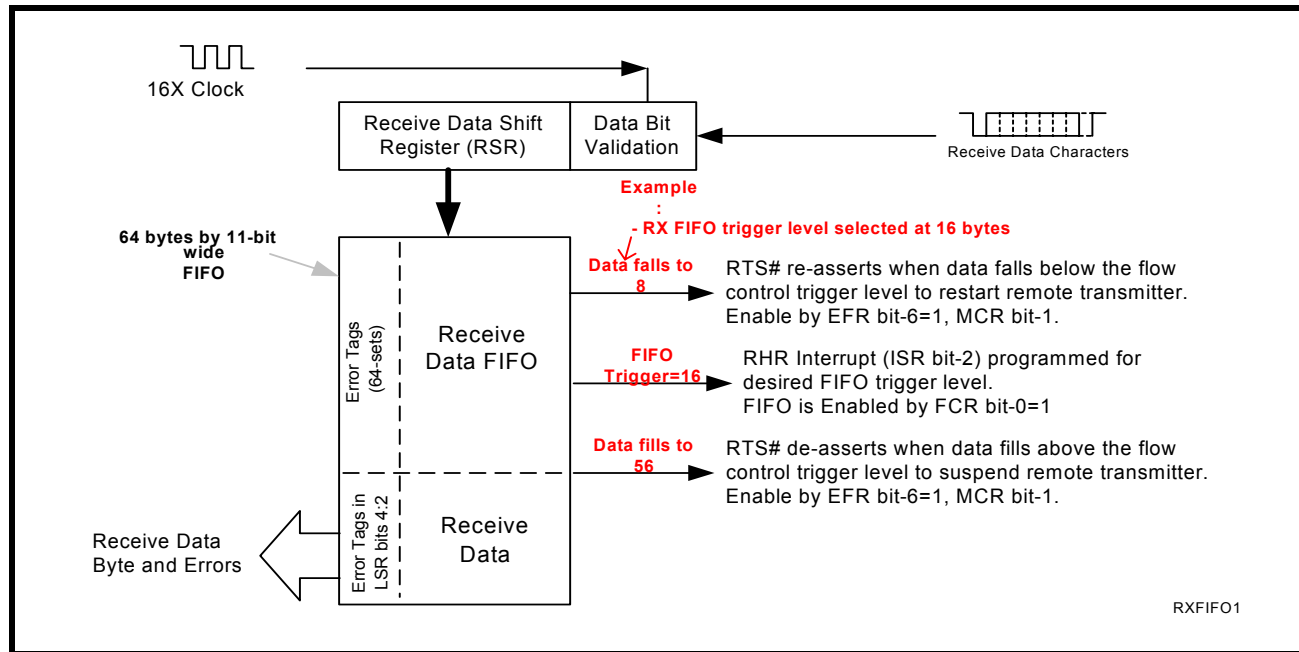 16X Clock
Receive Data Shift
Register (RSR)
Data Bit
Validation
Receive Data Characters
Example
:
- RX FIFO trigger level selected at 16 bytes
64 bytes by 11-bit
wide
FIFO
Data falls to
8
RTS# re-asserts when data falls below the flow
control trigger level to restart remote transmitter.
Enable by EFR bit-6=1, MCR bit-1.
Error Tags
(64-sets)
Receive
Data FIFO
FIFO
Trigger=16
RHR Interrupt (ISR bit-2) programmed for
desired FIFO trigger level.
FIFO is Enabled by FCR bit-0=1
Data fills to
56
RTS# de-asserts when data fills above the flow
control trigger level to suspend remote transmitter.
Enable by EFR bit-6=1, MCR bit-1.
Error Tags in
LSR bits 4:2
Receive
Data
Receive Data
Byte and Errors
RXFIFO1